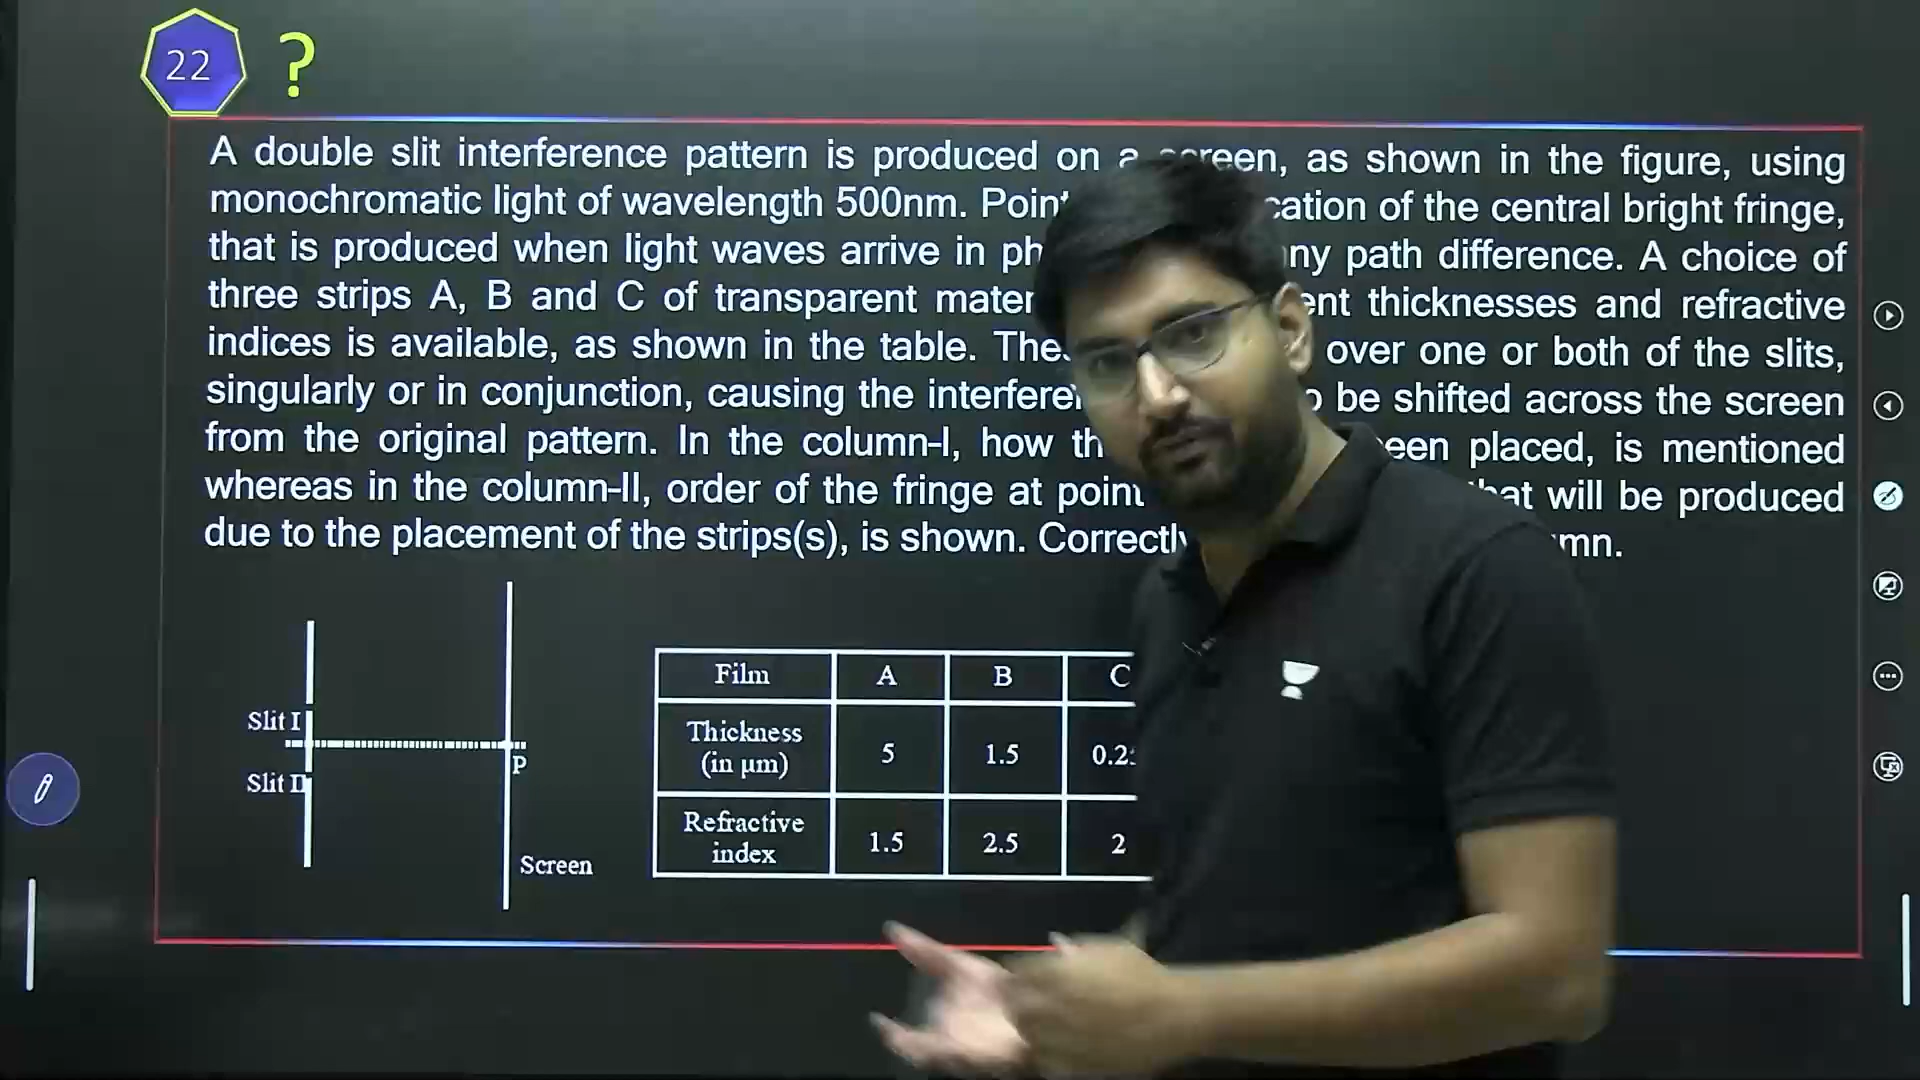 22 ?
A double slit interference pattern is produced on a screen, as shown in the figure, using
monochromatic light of wavelength 500nm. Point cation of the central bright fringe,
that is produced when light waves arrive in ph ny path difference. A choice of
three strips A, B and C of transparent mater ent thicknesses and refractive
indices is available, as shown in the table. These over one or both of the slits,
singularly or in conjunction, causing the interfere o be shifted across the screen
from the original pattern. In the column-I, how th een placed, is mentioned
whereas in the column-II, order of the fringe at point that will be produced
due to the placement of the strips(s), is shown. Correctly mn.
Slit I
P
Slit II
Screen
Film A B C
Thickness
(in μm) 5 1.5 0.2
Refractive
index 1.5 2.5 2